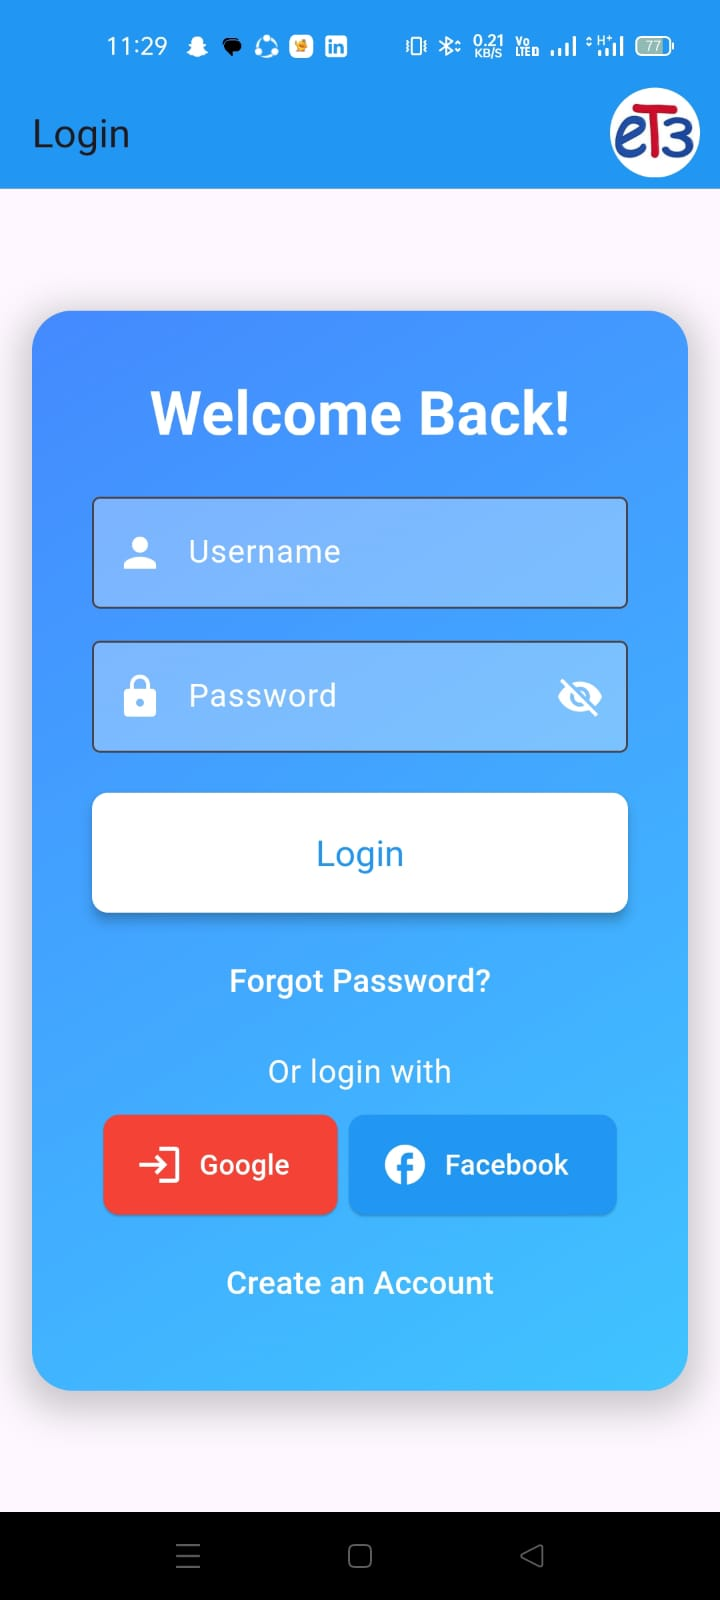 11:29 in 0.21 KB/S Vo LTE D H+ 77
Login
eT3
Welcome Back!
Username
Password
Login
Forgot Password?
Or login with
Google Facebook
Create an Account